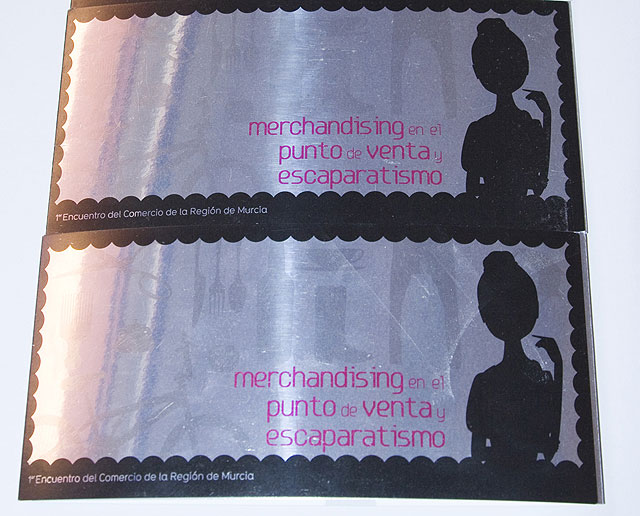 merchandising en el
punto de venta y
escaparatismo
1er Encuentro del Comercio de la Región de Murcia
merchandising en el
punto de venta y
escaparatismo
1er Encuentro del Comercio de la Región de Murcia